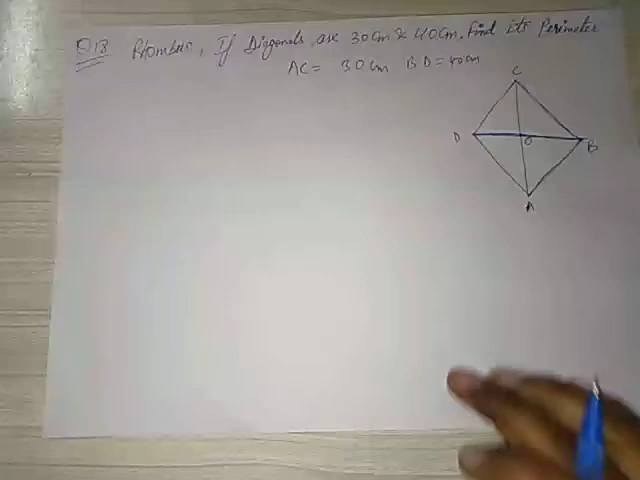 Q18 Rhombus, If Diagonals are 30cm & 40cm. Find its Perimeter
AC = 30cm BD = 40cm
C
D
O
B
A